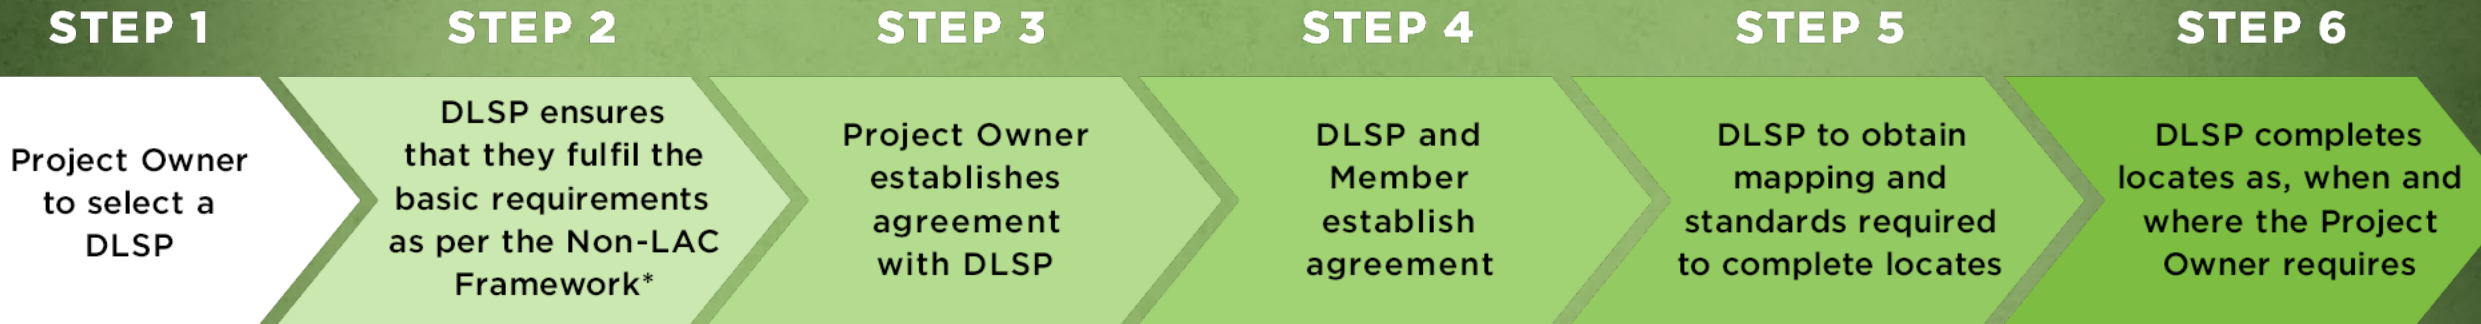 STEP 1
Project Owner
to select a
DLSP
STEP 2
DLSP ensures
that they fulfil the
basic requirements
as per the Non-LAC
Framework*
STEP 3
Project Owner
establishes
agreement
with DLSP
STEP 4
DLSP and
Member
establish
agreement
STEP 5
DLSP to obtain
mapping and
standards required
to complete locates
STEP 6
DLSP completes
locates as, when and
where the Project
Owner requires